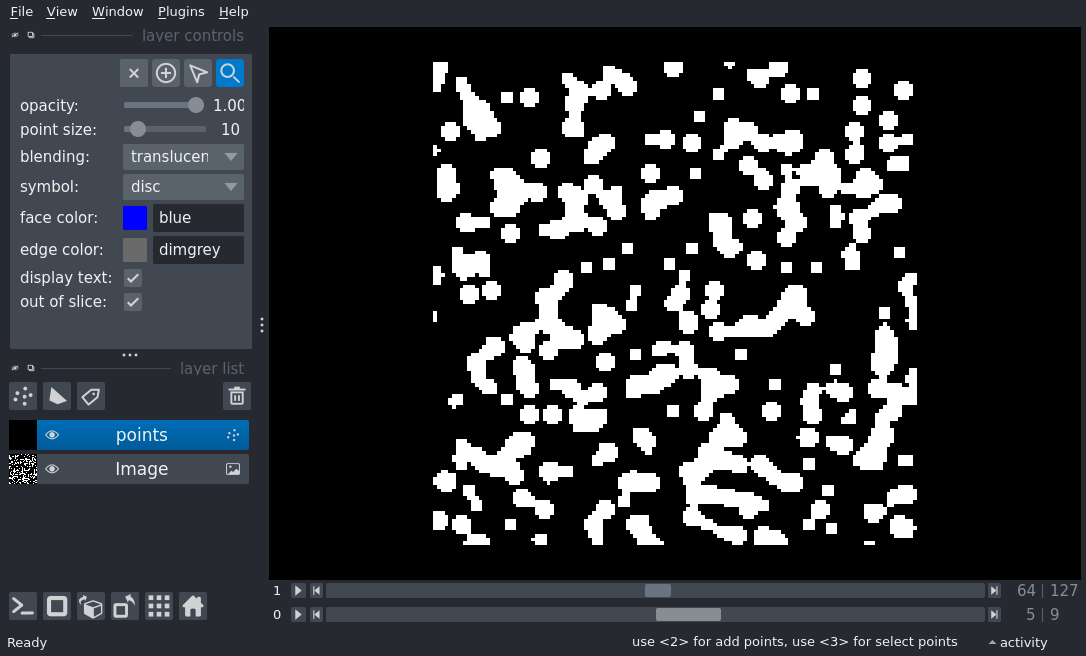 File View Window Plugins Help
layer controls
opacity: 1.00
point size: 10
blending: translucen
symbol: disc
face color: blue
edge color: dimgrey
display text:
out of slice:
layer list
points
Image
1 64 | 127
0 5 | 9
Ready use <2> for add points, use <3> for select points activity